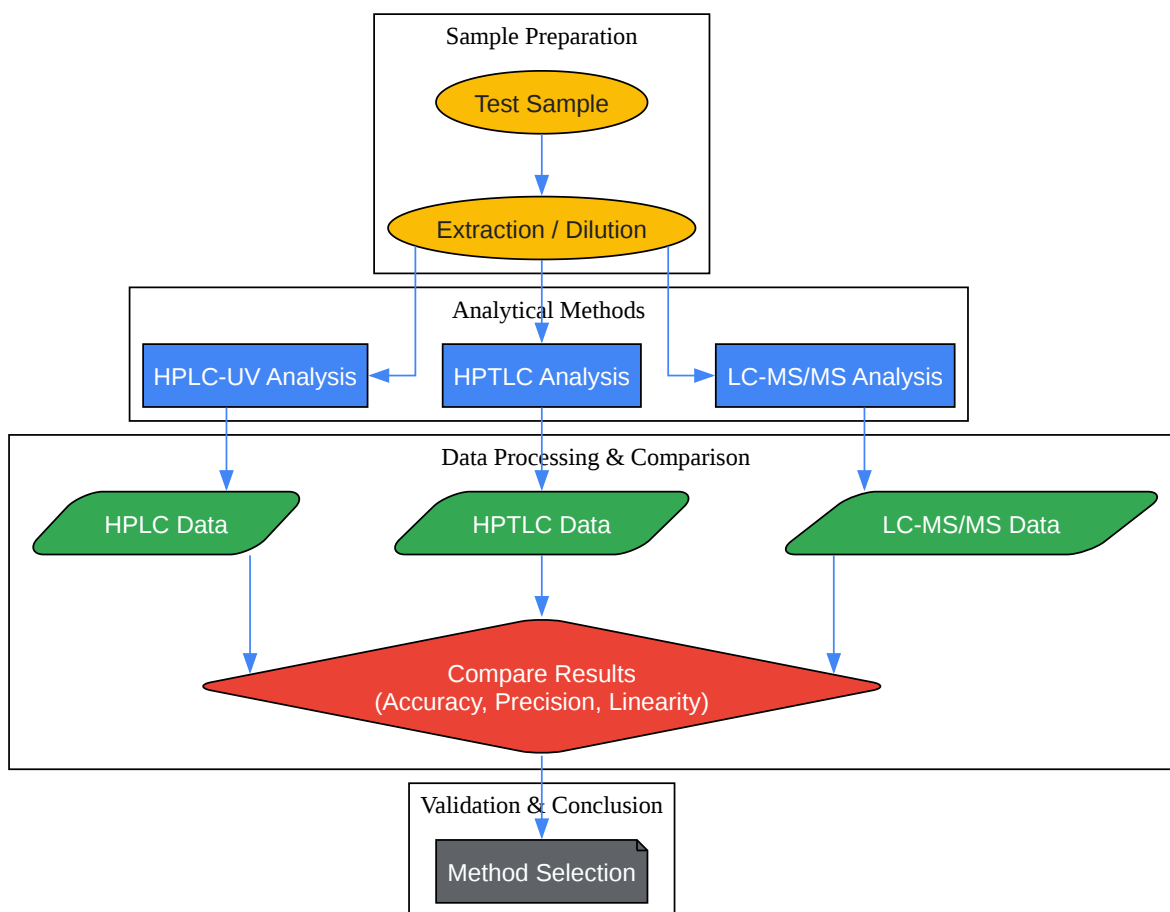 Sample Preparation
Test Sample
Extraction / Dilution
Analytical Methods
HPLC-UV Analysis
HPTLC Analysis
LC-MS/MS Analysis
Data Processing & Comparison
HPLC Data
HPTLC Data
LC-MS/MS Data
Compare Results
(Accuracy, Precision, Linearity)
Validation & Conclusion
Method Selection